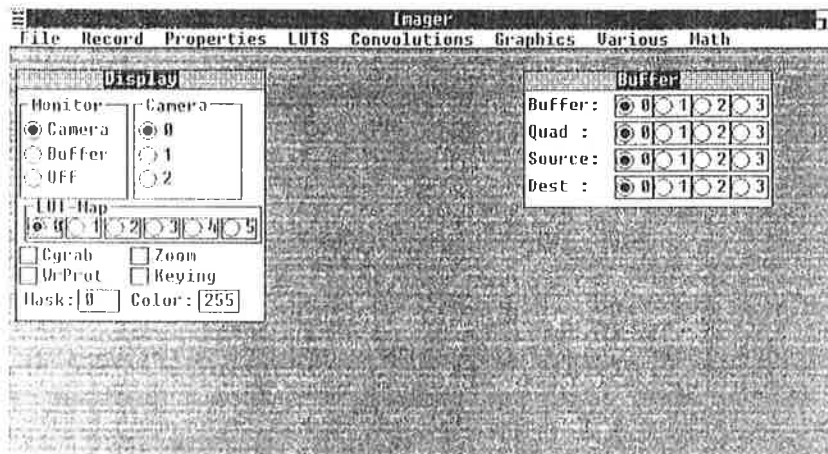 Imager
File Record Properties LUTS Convolutions Graphics Various Math
Display
Monitor
Camera
Buffer
Off
Camera
0
1
2
LUT-Map
0 1 2 3 4 5
Cgrab Zoom
WrProt Keying
Mask: 0 Color: 255
Buffer
Buffer: 0 1 2 3
Quad : 0 1 2 3
Source: 0 1 2 3
Dest : 0 1 2 3